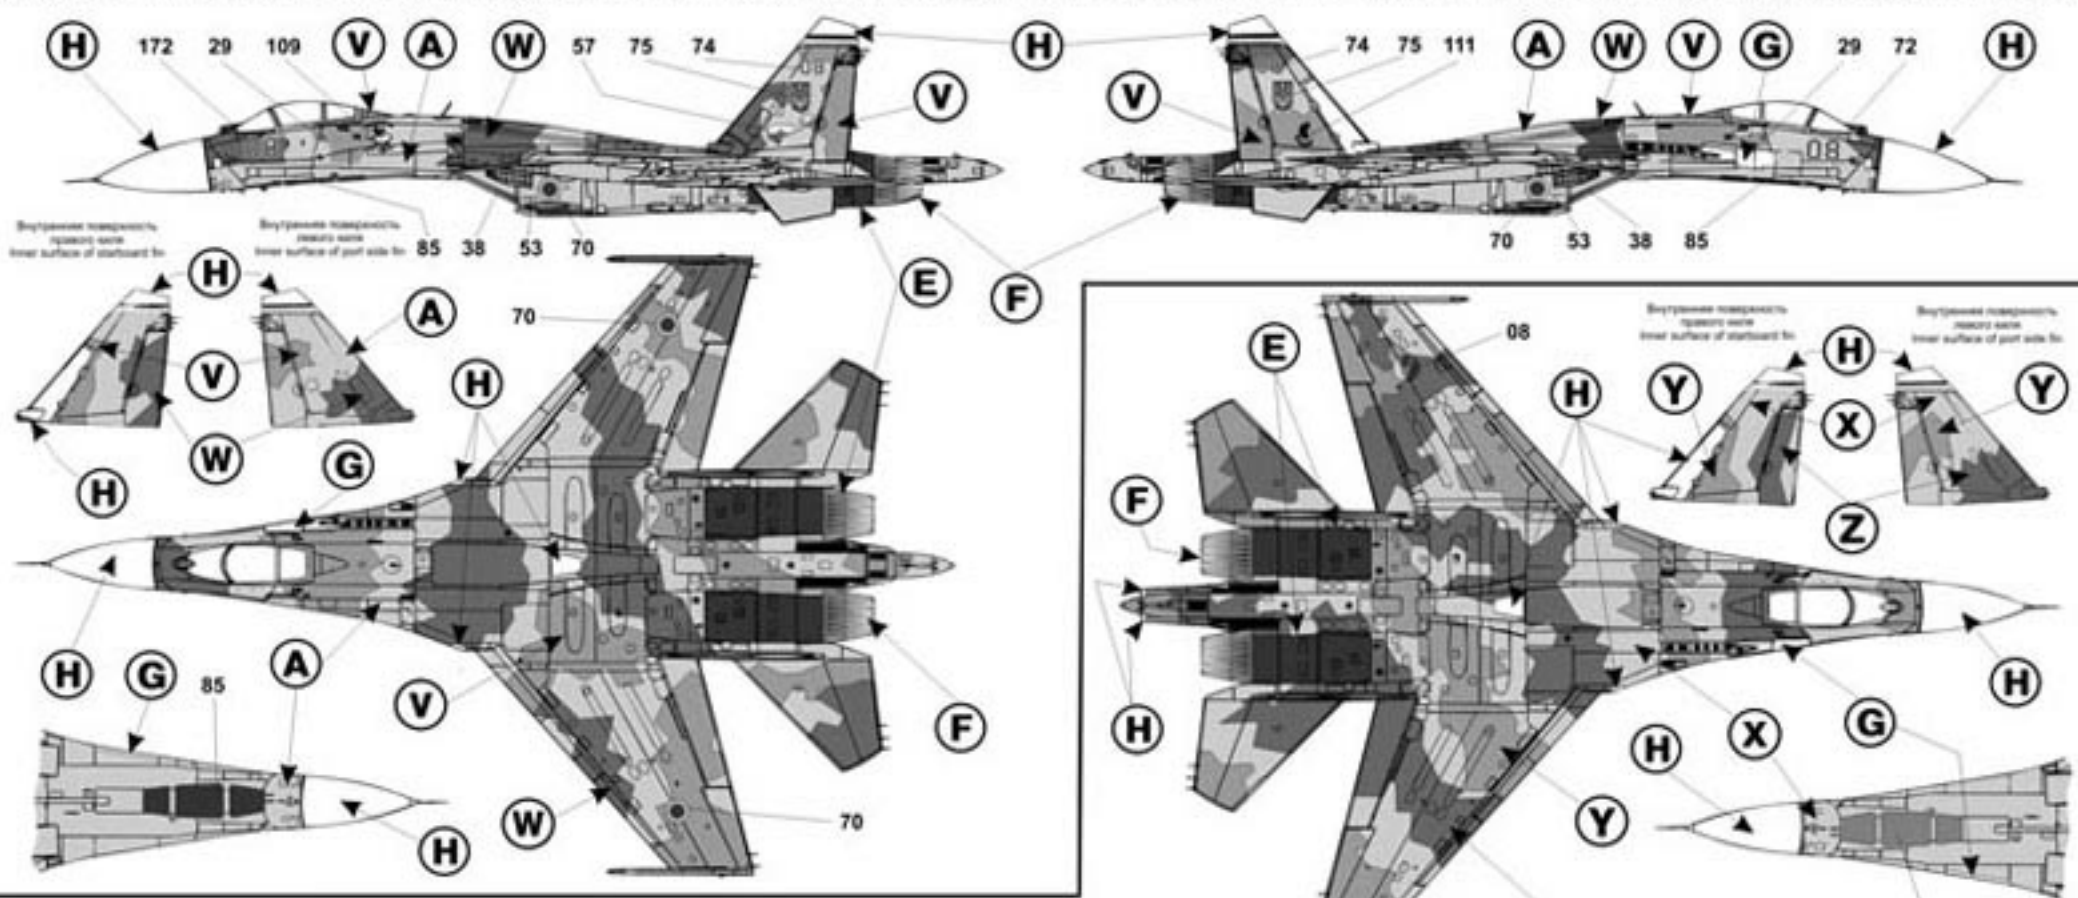 H 172 29 109 V A W 57 75 74 H 74 75 111 A W V G 29 72 H
V V
08 08
Внутренняя поверхность
правого киля
Inner surface of starboard fin
Внутренняя поверхность
левого киля
Inner surface of port side fin
85 38 53 70 70 53 38 85
H E F
A 70
V H
W G
H
H G 85 A V
F
W 70
H
Внутренняя поверхность
правого киля
Inner surface of starboard fin
Внутренняя поверхность
левого киля
Inner surface of port side fin
E 08 H
H Y X Y
F Z
H H X G H
Y